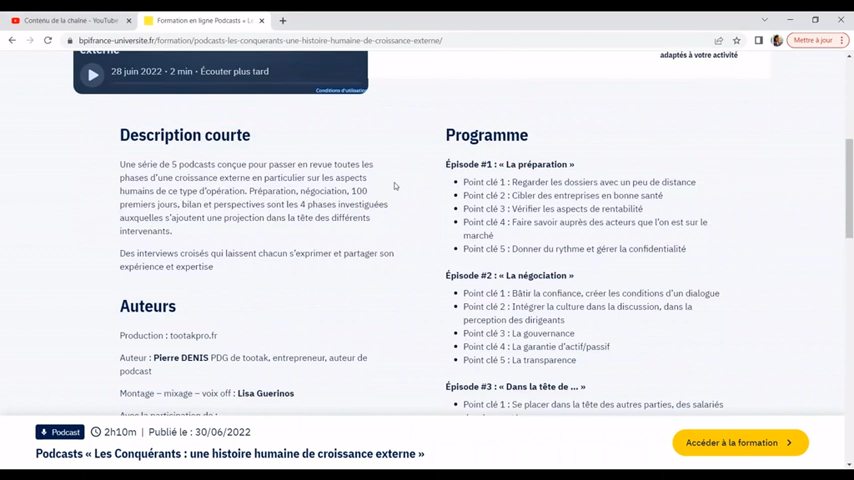 Contenu de la chaîne - YouTube
Formation en ligne Podcasts « Le
Mettre à jour
bpifrance-universite.fr/formation/podcasts-les-conquerants-une-histoire-humaine-de-croissance-externe/
externe
28 juin 2022 • 2 min • Écouter plus tard
Conditions d'utilisation
adaptés à votre activité
Description courte
Une série de 5 podcasts conçue pour passer en revue toutes les
phases d'une croissance externe en particulier sur les aspects
humains de ce type d'opération. Préparation, négociation, 100
premiers jours, bilan et perspectives sont les 4 phases investiguées
auxquelles s'ajoutent une projection dans la tête des différents
intervenants.
Des interviews croisés qui laissent chacun s'exprimer et partager son
expérience et expertise
Auteurs
Production : tootakpro.fr
Auteur : Pierre DENIS PDG de tootak, entrepreneur, auteur de
podcast
Montage – mixage – voix off : Lisa Guerinos
Avec la participation de :
Programme
Épisode #1 : « La préparation »
Point clé 1 : Regarder les dossiers avec un peu de distance
Point clé 2 : Cibler des entreprises en bonne santé
Point clé 3 : Vérifier les aspects de rentabilité
Point clé 4 : Faire savoir auprès des acteurs que l'on est sur le
marché
Point clé 5 : Donner du rythme et gérer la confidentialité
Épisode #2 : « La négociation »
Point clé 1 : Bâtir la confiance, créer les conditions d'un dialogue
Point clé 2 : Intégrer la culture dans la discussion, dans la
perception des dirigeants
Point clé 3 : La gouvernance
Point clé 4 : La garantie d'actif/passif
Point clé 5 : La transparence
Épisode #3 : « Dans la tête de ... »
Point clé 1 : Se placer dans la tête des autres parties, des salariés
Podcast
2h10m | Publié le : 30/06/2022
Podcasts « Les Conquérants : une histoire humaine de croissance externe »
Accéder à la formation